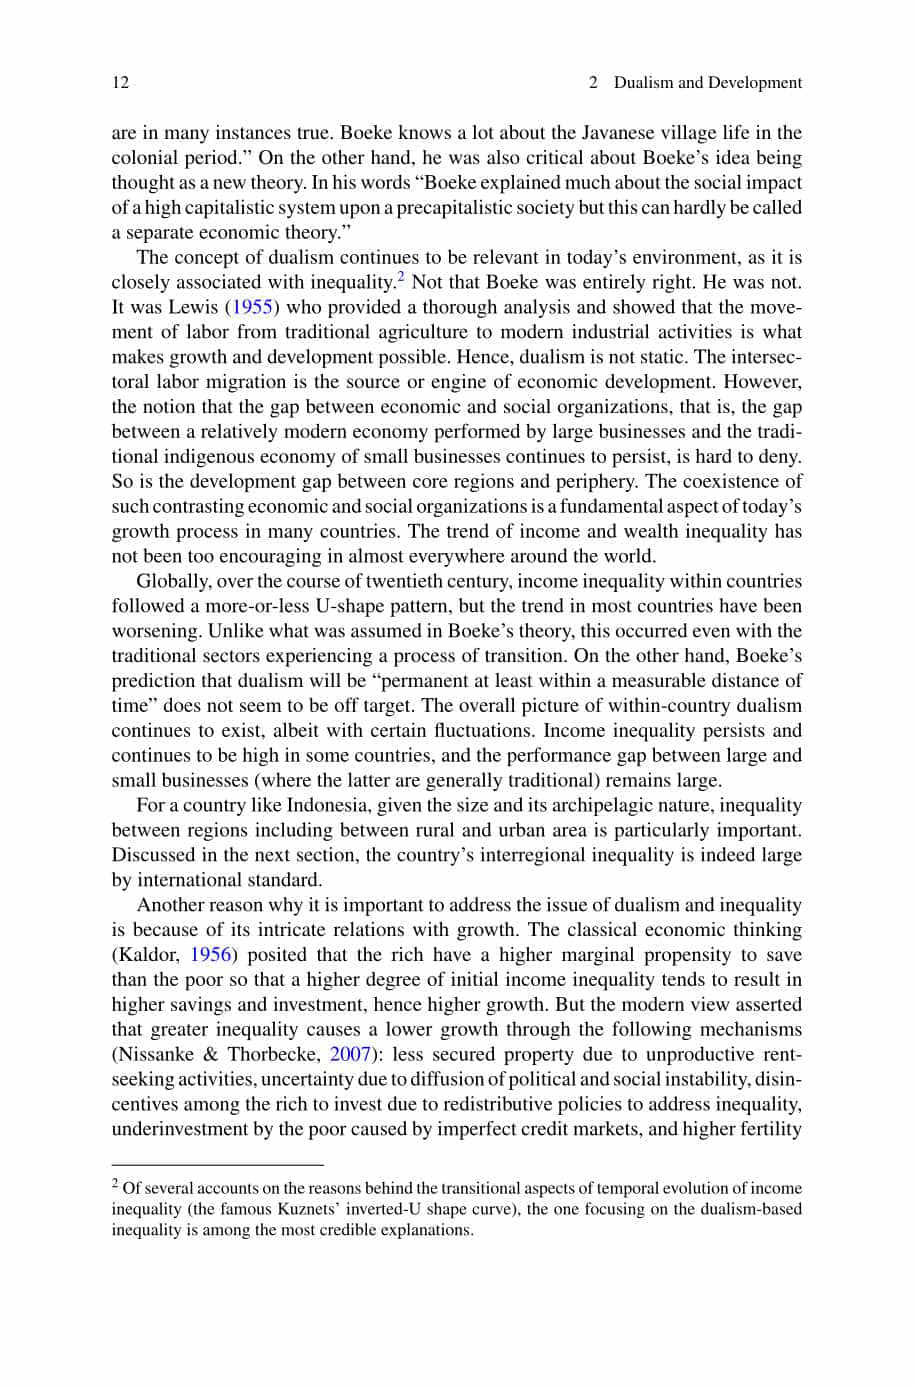 12 2 Dualism and Development
are in many instances true. Boeke knows a lot about the Javanese village life in the
colonial period.” On the other hand, he was also critical about Boeke’s idea being
thought as a new theory. In his words “Boeke explained much about the social impact
of a high capitalistic system upon a precapitalistic society but this can hardly be called
a separate economic theory.”
The concept of dualism continues to be relevant in today’s environment, as it is
closely associated with inequality.2 Not that Boeke was entirely right. He was not.
It was Lewis (1955) who provided a thorough analysis and showed that the move-
ment of labor from traditional agriculture to modern industrial activities is what
makes growth and development possible. Hence, dualism is not static. The intersec-
toral labor migration is the source or engine of economic development. However,
the notion that the gap between economic and social organizations, that is, the gap
between a relatively modern economy performed by large businesses and the tradi-
tional indigenous economy of small businesses continues to persist, is hard to deny.
So is the development gap between core regions and periphery. The coexistence of
such contrasting economic and social organizations is a fundamental aspect of today’s
growth process in many countries. The trend of income and wealth inequality has
not been too encouraging in almost everywhere around the world.
Globally, over the course of twentieth century, income inequality within countries
followed a more-or-less U-shape pattern, but the trend in most countries have been
worsening. Unlike what was assumed in Boeke’s theory, this occurred even with the
traditional sectors experiencing a process of transition. On the other hand, Boeke’s
prediction that dualism will be “permanent at least within a measurable distance of
time” does not seem to be off target. The overall picture of within-country dualism
continues to exist, albeit with certain fluctuations. Income inequality persists and
continues to be high in some countries, and the performance gap between large and
small businesses (where the latter are generally traditional) remains large.
For a country like Indonesia, given the size and its archipelagic nature, inequality
between regions including between rural and urban area is particularly important.
Discussed in the next section, the country’s interregional inequality is indeed large
by international standard.
Another reason why it is important to address the issue of dualism and inequality
is because of its intricate relations with growth. The classical economic thinking
(Kaldor, 1956) posited that the rich have a higher marginal propensity to save
than the poor so that a higher degree of initial income inequality tends to result in
higher savings and investment, hence higher growth. But the modern view asserted
that greater inequality causes a lower growth through the following mechanisms
(Nissanke & Thorbecke, 2007): less secured property due to unproductive rent-
seeking activities, uncertainty due to diffusion of political and social instability, disin-
centives among the rich to invest due to redistributive policies to address inequality,
underinvestment by the poor caused by imperfect credit markets, and higher fertility
2 Of several accounts on the reasons behind the transitional aspects of temporal evolution of income
inequality (the famous Kuznets’ inverted-U shape curve), the one focusing on the dualism-based
inequality is among the most credible explanations.